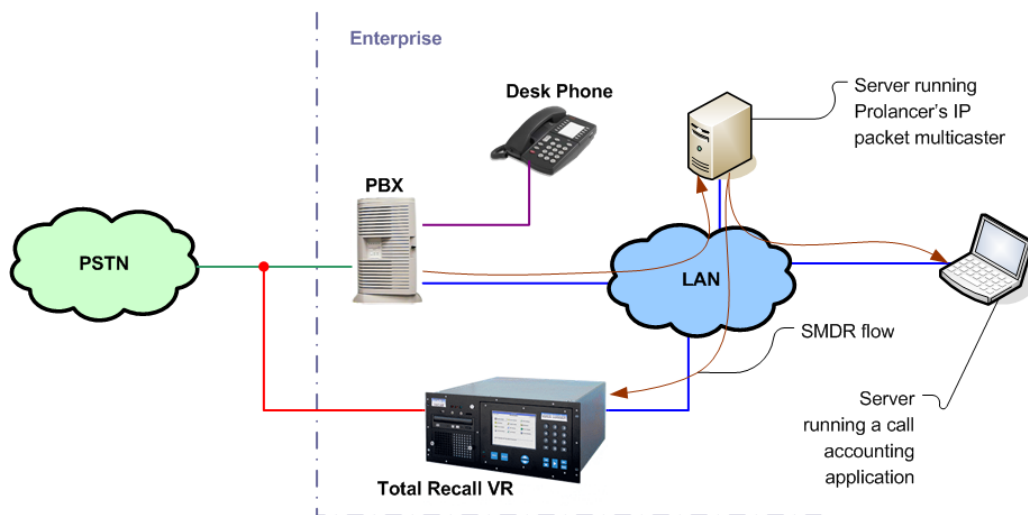 Enterprise
Desk Phone
Server running
Prolancer's IP
packet multicaster
PBX
PSTN
LAN
SMDR flow
Server
running a call
accounting
application
Total Recall VR